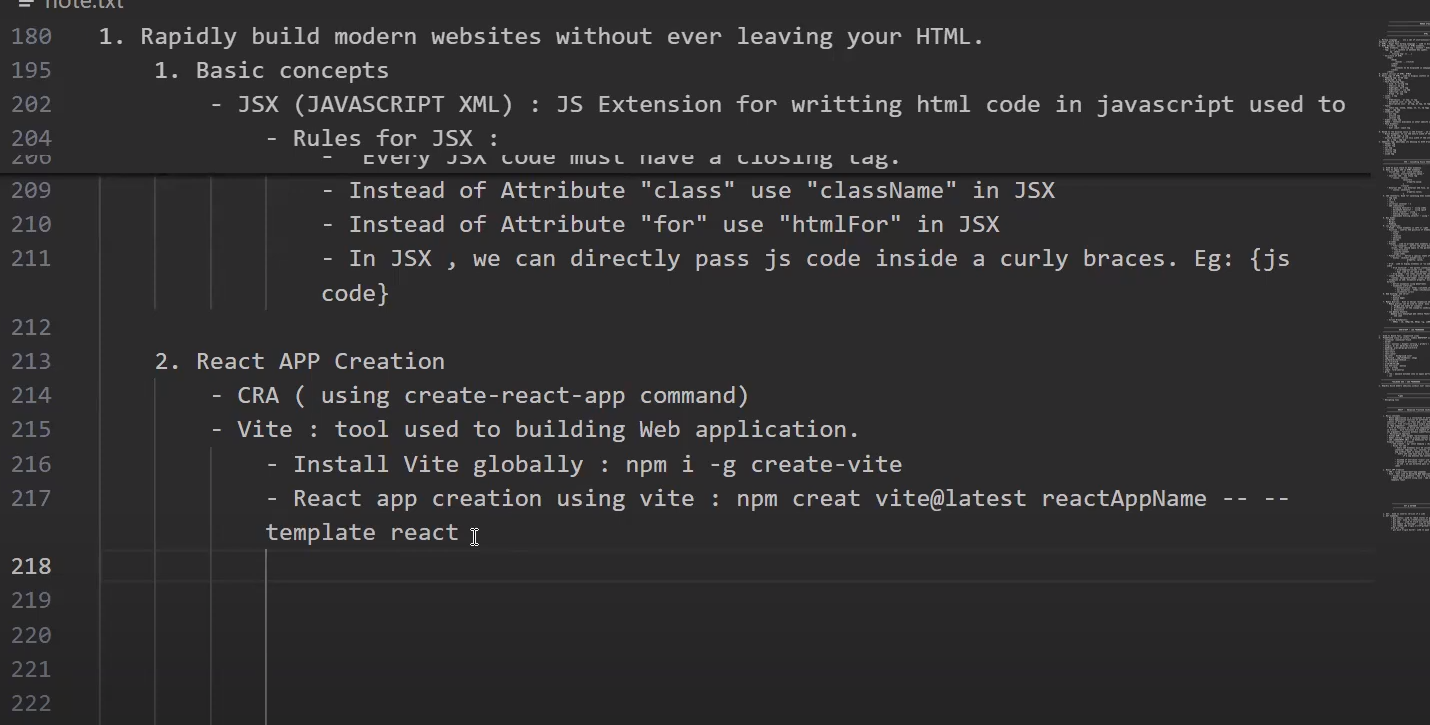 note.txt
180 1. Rapidly build modern websites without ever leaving your HTML.
195 1. Basic concepts
202 - JSX (JAVASCRIPT XML) : JS Extension for writting html code in javascript used to
204 - Rules for JSX :
206 - Every JSX code must have a closing tag.
209 - Instead of Attribute "class" use "className" in JSX
210 - Instead of Attribute "for" use "htmlFor" in JSX
211 - In JSX , we can directly pass js code inside a curly braces. Eg: {js
code}
212
213 2. React APP Creation
214 - CRA ( using create-react-app command)
215 - Vite : tool used to building Web application.
216 - Install Vite globally : npm i -g create-vite
217 - React app creation using vite : npm creat vite@latest reactAppName -- --
template react
218
219
220
221
222